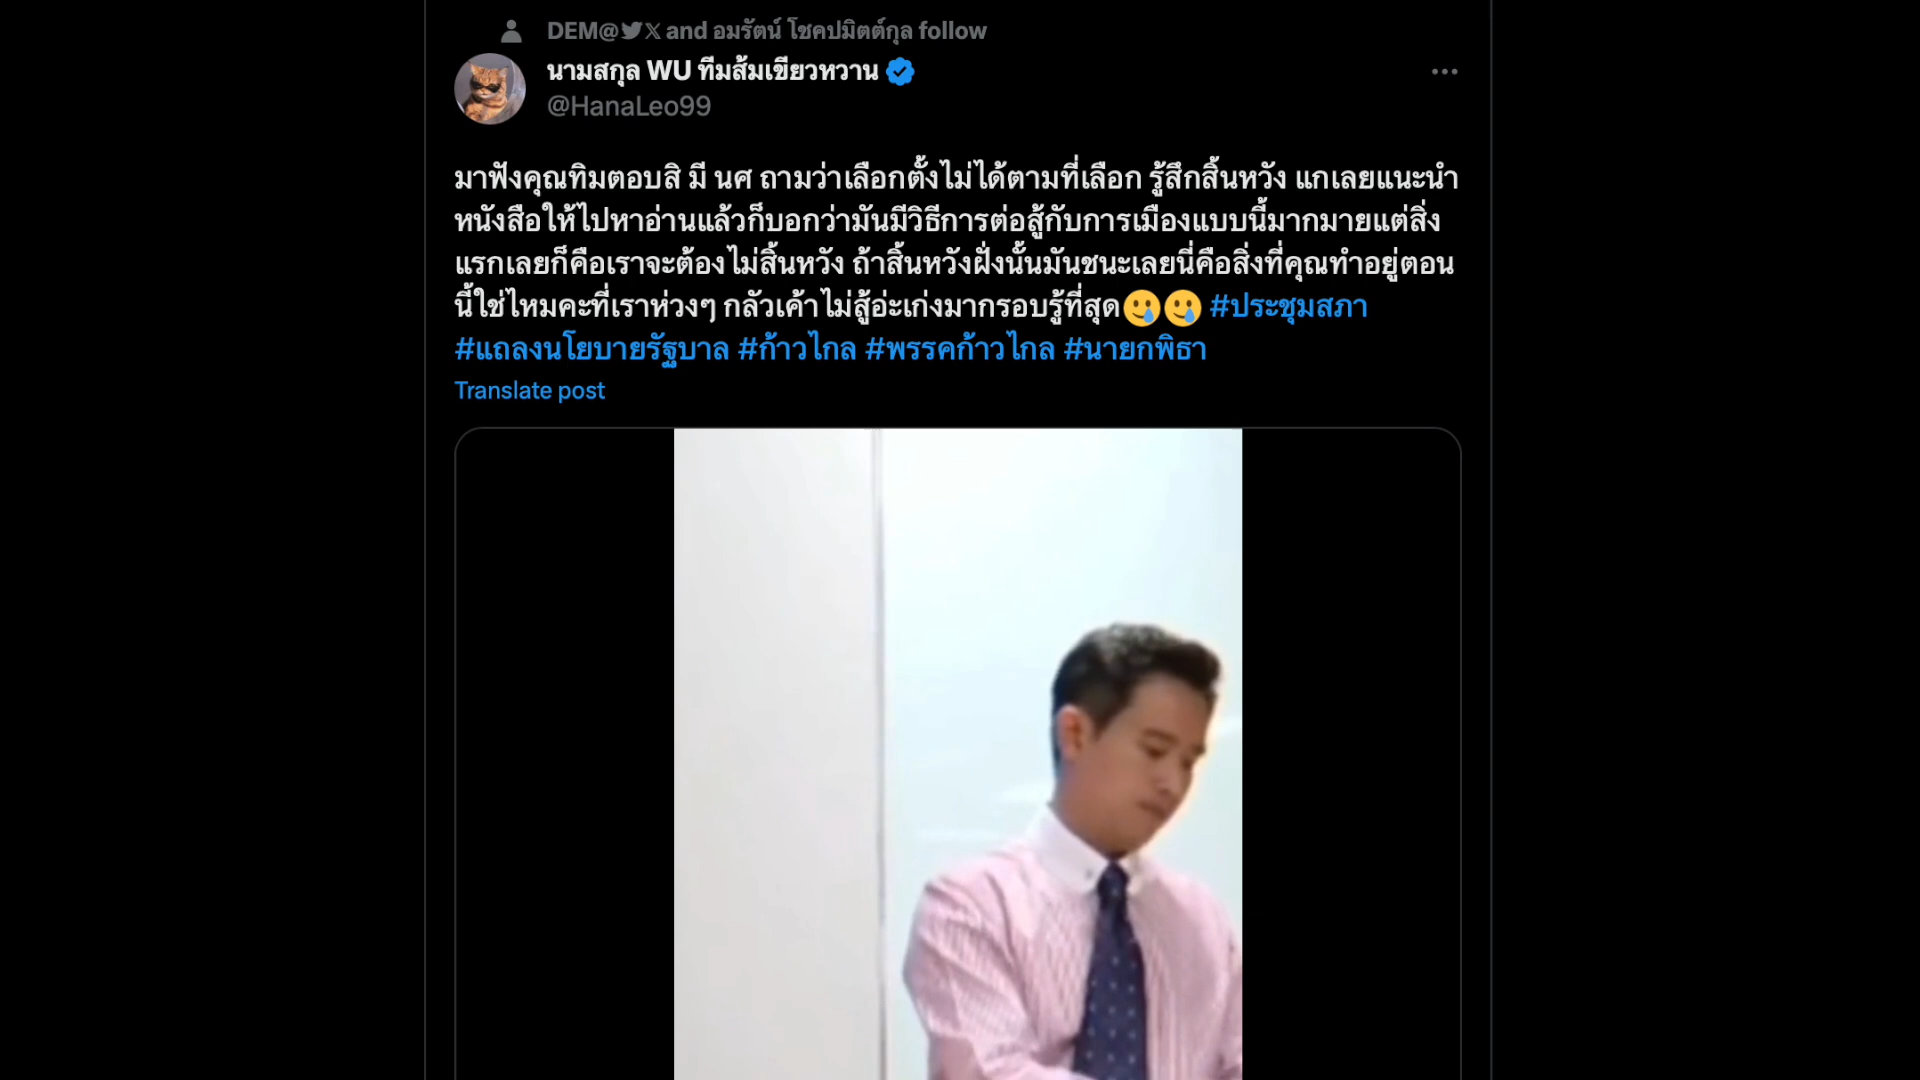 DEM@ and อมรัตน์ โชคปมิตต์กุล follow
นามสกุล WU ทีมส้มเขียวหวาน
@HanaLeo99
มาฟังคุณทิมตอบสิ มี นศ ถามว่าเลือกตั้งไม่ได้ตามที่เลือก รู้สึกสิ้นหวัง แกเลยแนะนำ
หนังสือให้ไปหาอ่านแล้วก็บอกว่ามันมีวิธีการต่อสู้กับการเมืองแบบนี้มากมายแต่สิ่ง
แรกเลยก็คือเราจะต้องไม่สิ้นหวัง ถ้าสิ้นหวังฝั่งนั้นมันชนะเลยนี่คือสิ่งที่คุณทำอยู่ตอน
นี้ใช่ไหมคะที่เราห่วงๆ กลัวเค้าไม่สู้อ่ะเก่งมากรอบรู้ที่สุด🥲🥲 #ประชุมสภา
#แถลงนโยบายรัฐบาล #ก้าวไกล #พรรคก้าวไกล #นายกพิธา
Translate post